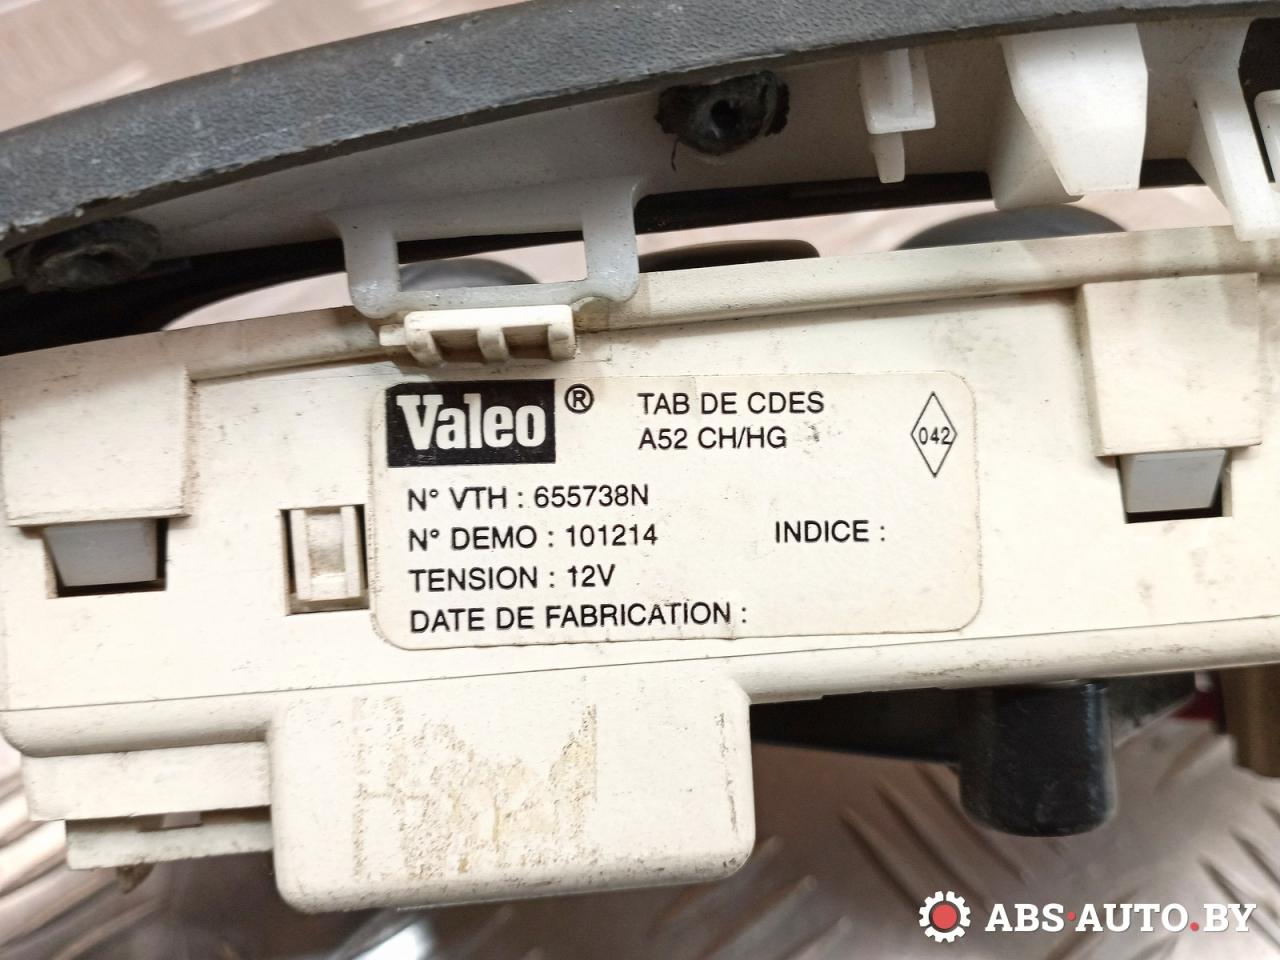 Valeo ® TAB DE CDES
A52 CH/HG
042
N° VTH : 655738N
N° DEMO : 101214 INDICE :
TENSION : 12V
DATE DE FABRICATION :
ABS-AUTO.BY